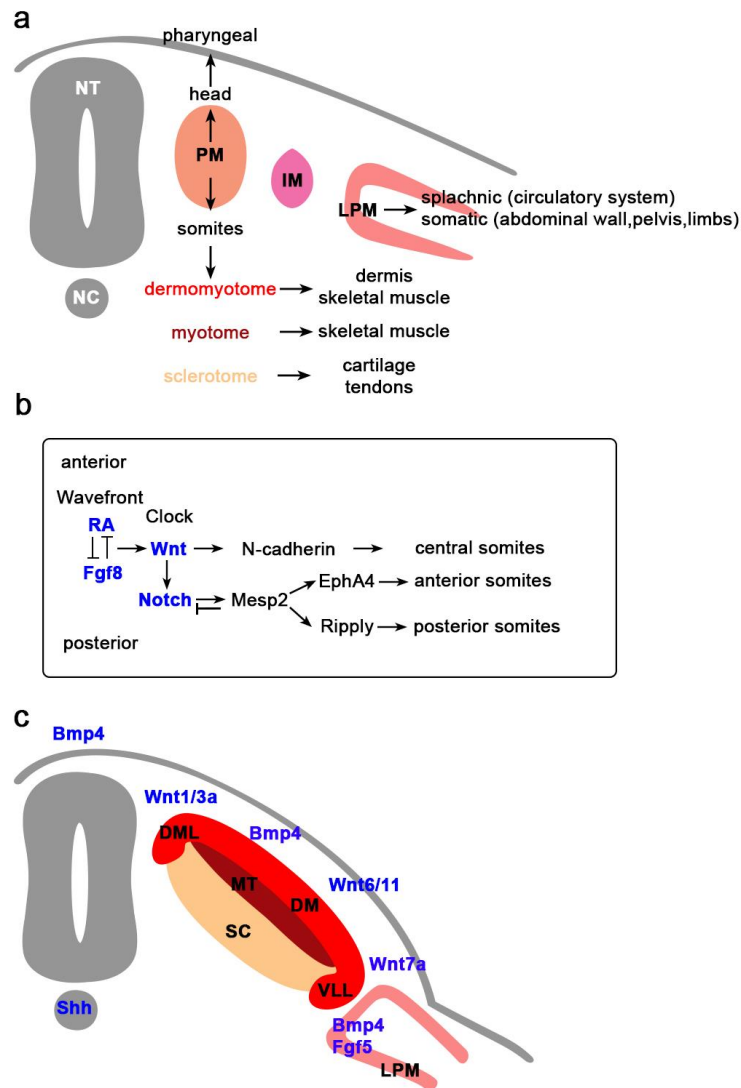 a
pharyngeal
NT
head
PM
IM
LPM
splachnic (circulatory system)
somatic (abdominal wall,pelvis,limbs)
somites
NC
dermomyotome
dermis
skeletal muscle
myotome
skeletal muscle
sclerotome
cartilage
tendons
b
anterior
Wavefront
Clock
RA
Wnt
N-cadherin
central somites
Fgf8
EphA4
anterior somites
Notch
Mesp2
Ripply
posterior somites
posterior
c
Bmp4
Wnt1/3a
DML
Bmp4
MT
DM
Wnt6/11
SC
Wnt7a
VLL
Shh
Bmp4
Fgf5
LPM